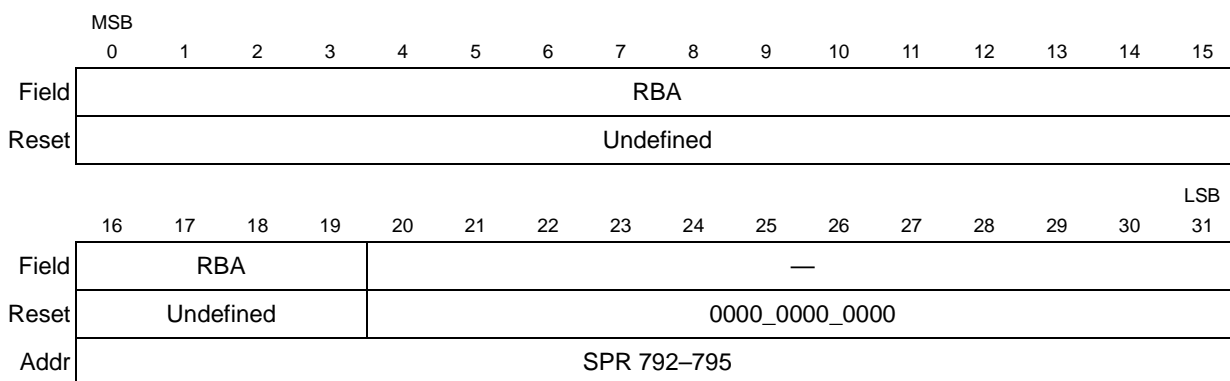 MSB
0 1 2 3 4 5 6 7 8 9 10 11 12 13 14 15
Field RBA
Reset Undefined
LSB
16 17 18 19 20 21 22 23 24 25 26 27 28 29 30 31
Field RBA —
Reset Undefined 0000_0000_0000
Addr SPR 792–795